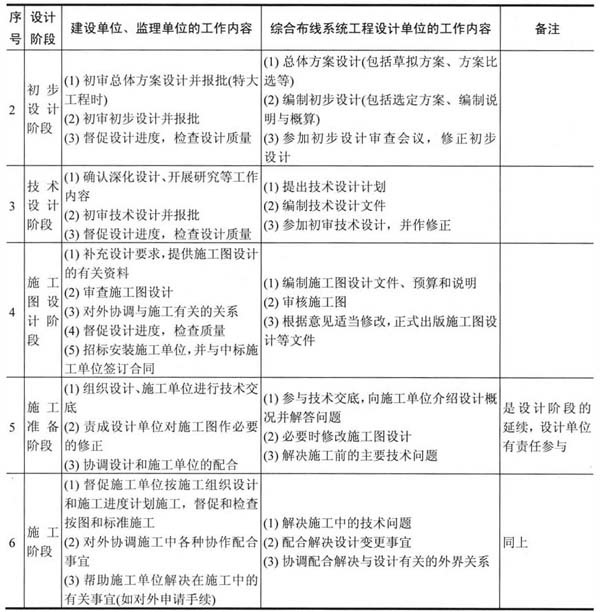 序号 设计阶段 建设单位、监理单位的工作内容 综合布线系统工程设计单位的工作内容 备注
2
初步
设计
阶段
(1) 初审总体方案设计并报批(特大
工程时)
(2) 初审初步设计并报批
(3) 督促设计进度，检查设计质量
(1) 总体方案设计(包括草拟方案、方案比
选等)
(2) 编制初步设计(包括选定方案、编制说
明与概算)
(3) 参加初步设计审查会议，修正初步
设计
3
技术
设计
阶段
(1) 确认深化设计、开展研究等工作
内容
(2) 初审技术设计并报批
(3) 督促设计进度，检查设计质量
(1) 提出技术设计计划
(2) 编制技术设计文件
(3) 参加初审技术设计，并作修正
4
施工
图设
计阶
段
(1) 补充设计要求，提供施工图设计
的有关资料
(2) 审查施工图设计
(3) 对外协调与施工有关的关系
(4) 督促设计进度，检查质量
(5) 招标安装施工单位，并与中标施
工单位签订合同
(1) 编制施工图设计文件、预算和说明
(2) 审核施工图
(3) 根据意见适当修改，正式出版施工图设
计等文件
5
施工
准备
阶段
(1) 组织设计、施工单位进行技术交
底
(2) 责成设计单位对施工图作必要
的修正
(3) 协调设计和施工单位的配合
(1) 参与技术交底，向施工单位介绍设计概
况并解答问题
(2) 必要时修改施工图设计
(3) 解决施工前的主要技术问题
是设计阶段的
延续，设计单位
有责任参与
6
施工
阶段
(1) 督促施工单位按施工组织设计
和施工进度计划施工，督促和检查
按图和标准施工
(2) 对外协调施工中各种协作配合
事宜
(3) 帮助施工单位解决在施工中的
有关事宜(如对外申请手续)
(1) 解决施工中的技术问题
(2) 配合解决设计变更事宜
(3) 协调配合解决与设计有关的外界关系
同上